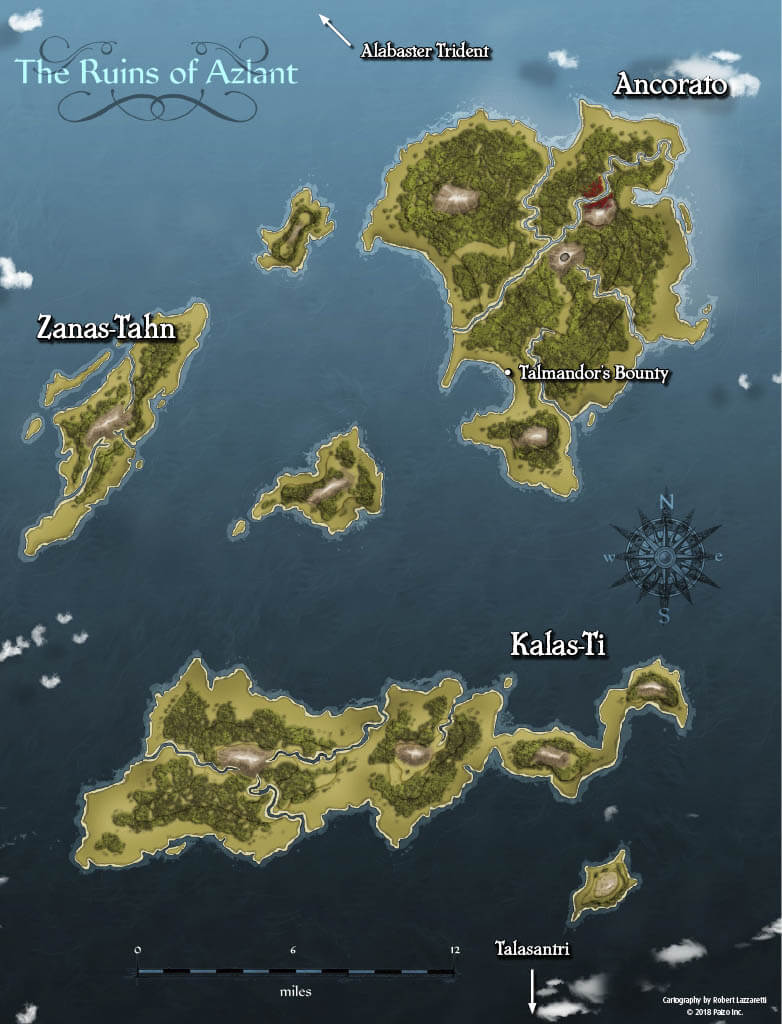 Alabaster Trident
The Ruins of Azlant
Ancorato
Zanas-Tahn
Talmandor's Bounty
N
W e
S
Kalas-Ti
0 6 12
miles
Talasantri
Cartography by Robert Lazzaretti
© 2018 Paizo Inc.